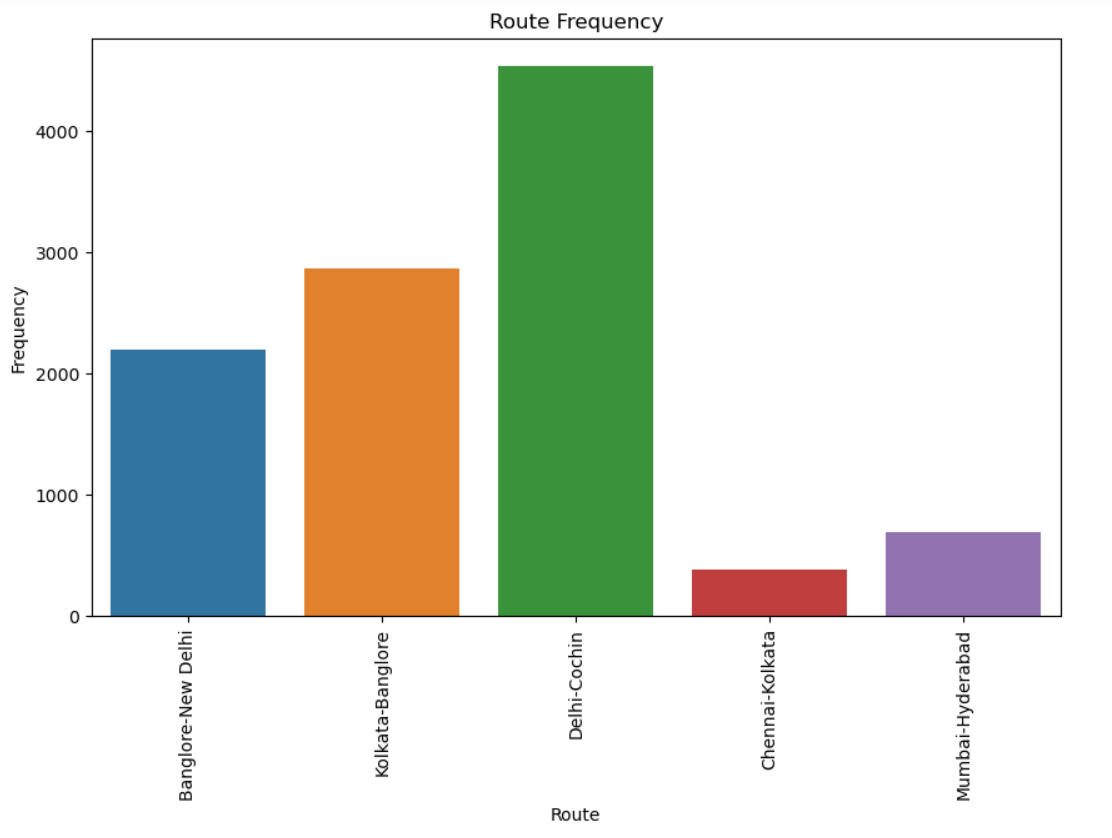 Route Frequency
Frequency
4000
3000
2000
1000
0
Banglore-New Delhi
Kolkata-Banglore
Delhi-Cochin
Chennai-Kolkata
Mumbai-Hyderabad
Route